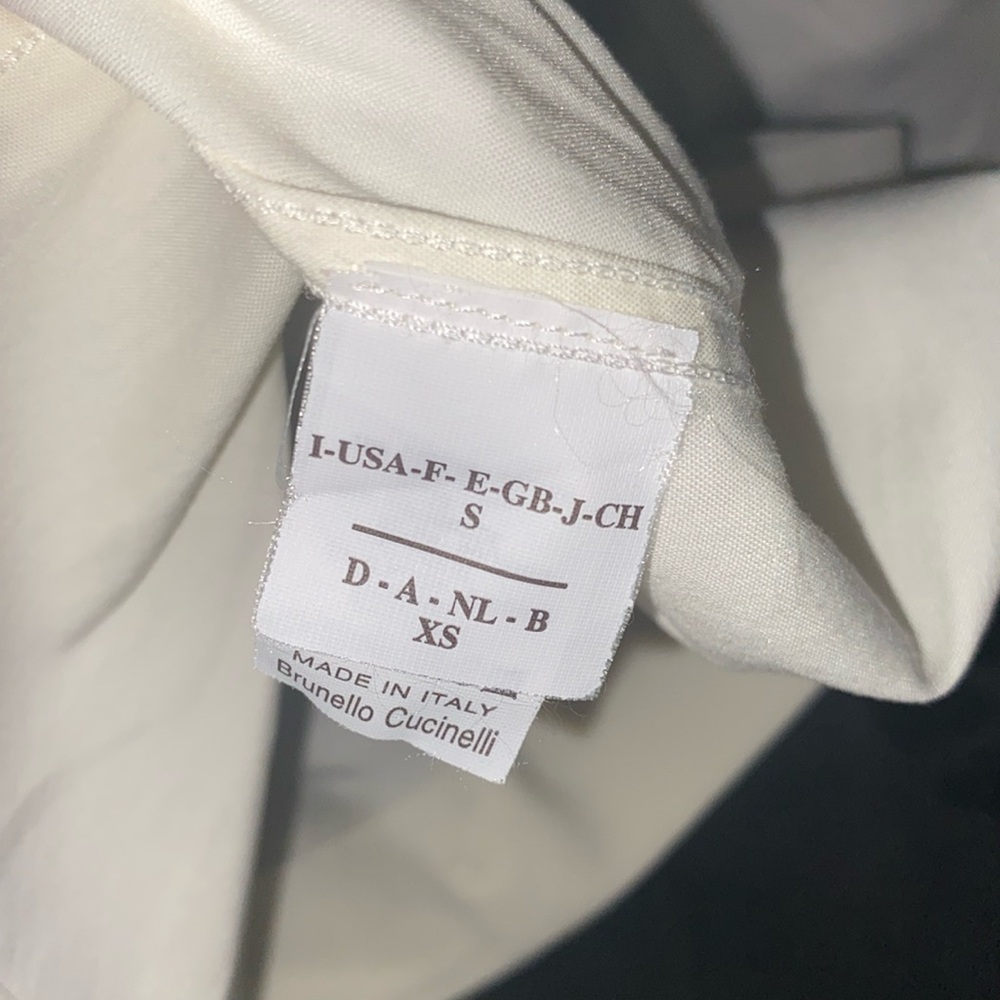 I-USA-F- E-GB-J-CH
S
D - A - NL - B
XS
MADE IN ITALY
Brunello Cucinelli